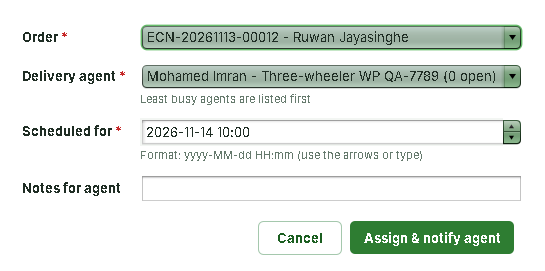 Order * ECN-20261113-00012 - Ruwan Jayasinghe
Delivery agent * Mohamed Imran - Three-wheeler WP QA-7789 (0 open)
Least busy agents are listed first
Scheduled for * 2026-11-14 10:00
Format: yyyy-MM-dd HH:mm (use the arrows or type)
Notes for agent
Cancel Assign & notify agent